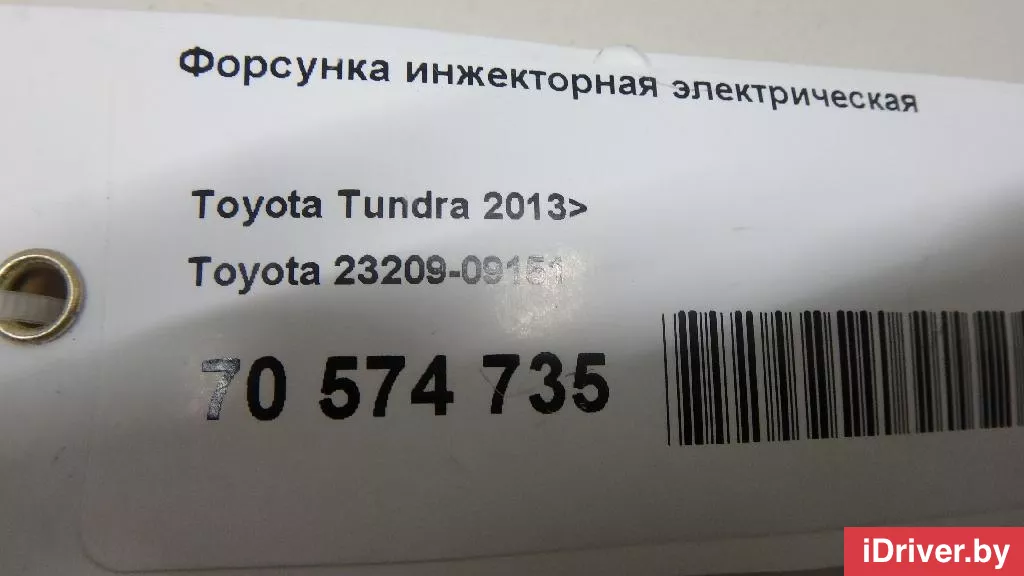 Форсунка инжекторная электрическая
Toyota Tundra 2013>
Toyota 23209-09151
70 574 735
iDriver.by